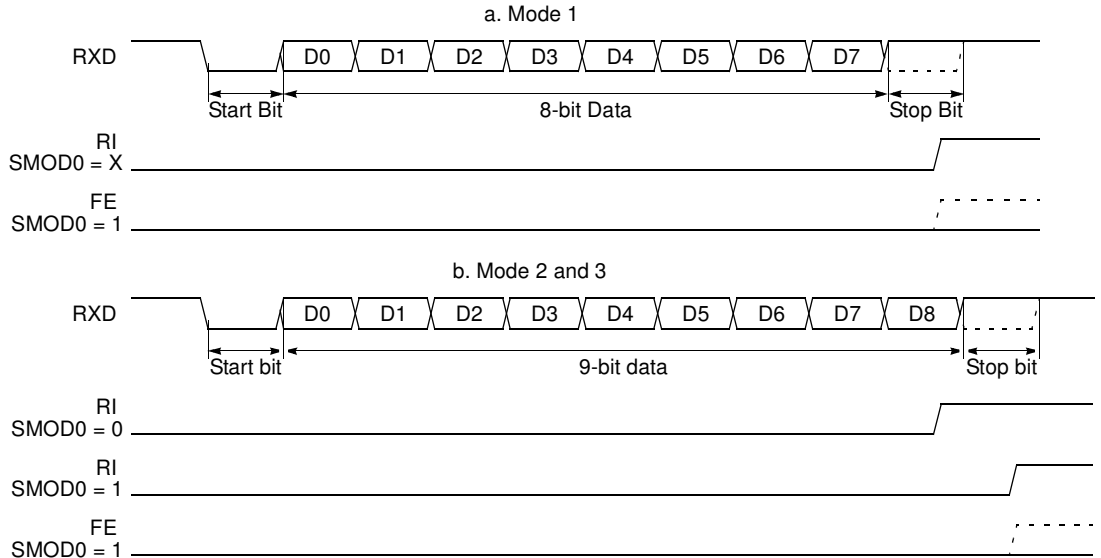 a. Mode 1
RXD D0 D1 D2 D3 D4 D5 D6 D7
Start Bit 8-bit Data Stop Bit
RI
SMOD0 = X
FE
SMOD0 = 1
b. Mode 2 and 3
RXD D0 D1 D2 D3 D4 D5 D6 D7 D8
Start bit 9-bit data Stop bit
RI
SMOD0 = 0
RI
SMOD0 = 1
FE
SMOD0 = 1